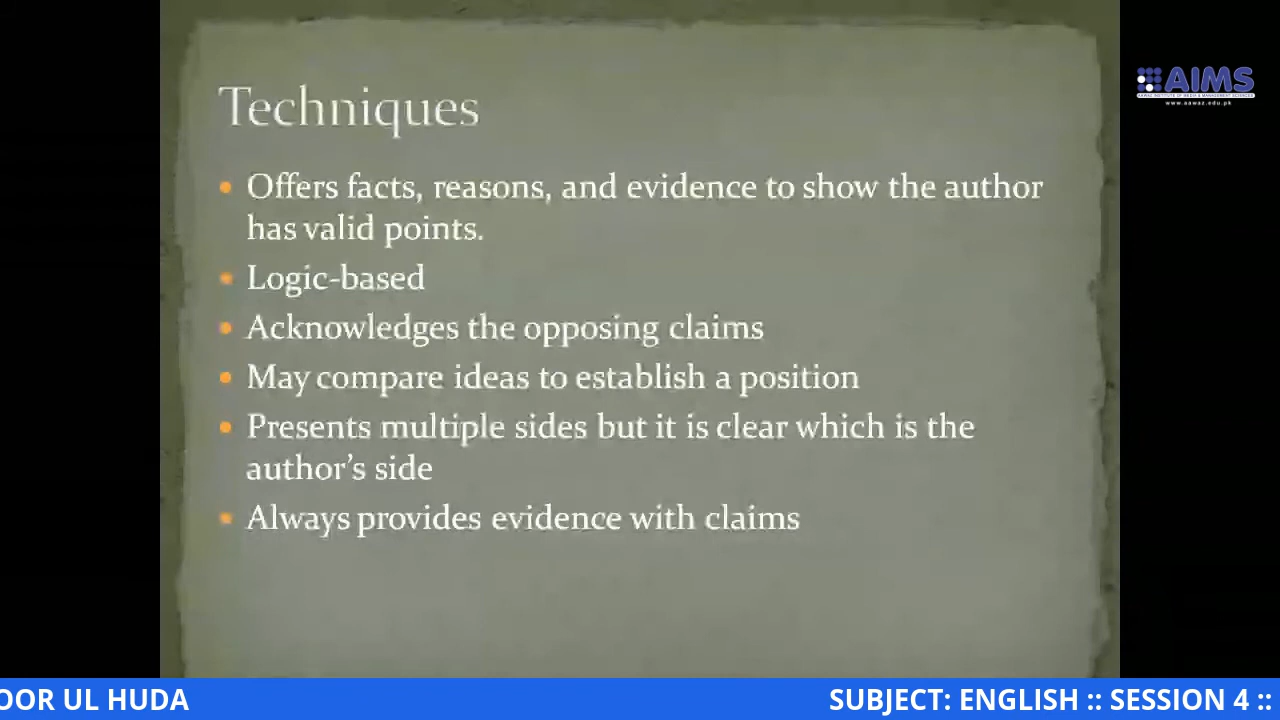 AIMS
www.aawaz.edu.pk
Techniques
• Offers facts, reasons, and evidence to show the author
has valid points.
• Logic-based
• Acknowledges the opposing claims
• May compare ideas to establish a position
• Presents multiple sides but it is clear which is the
author's side
• Always provides evidence with claims
OOR UL HUDA SUBJECT: ENGLISH :: SESSION 4 ::